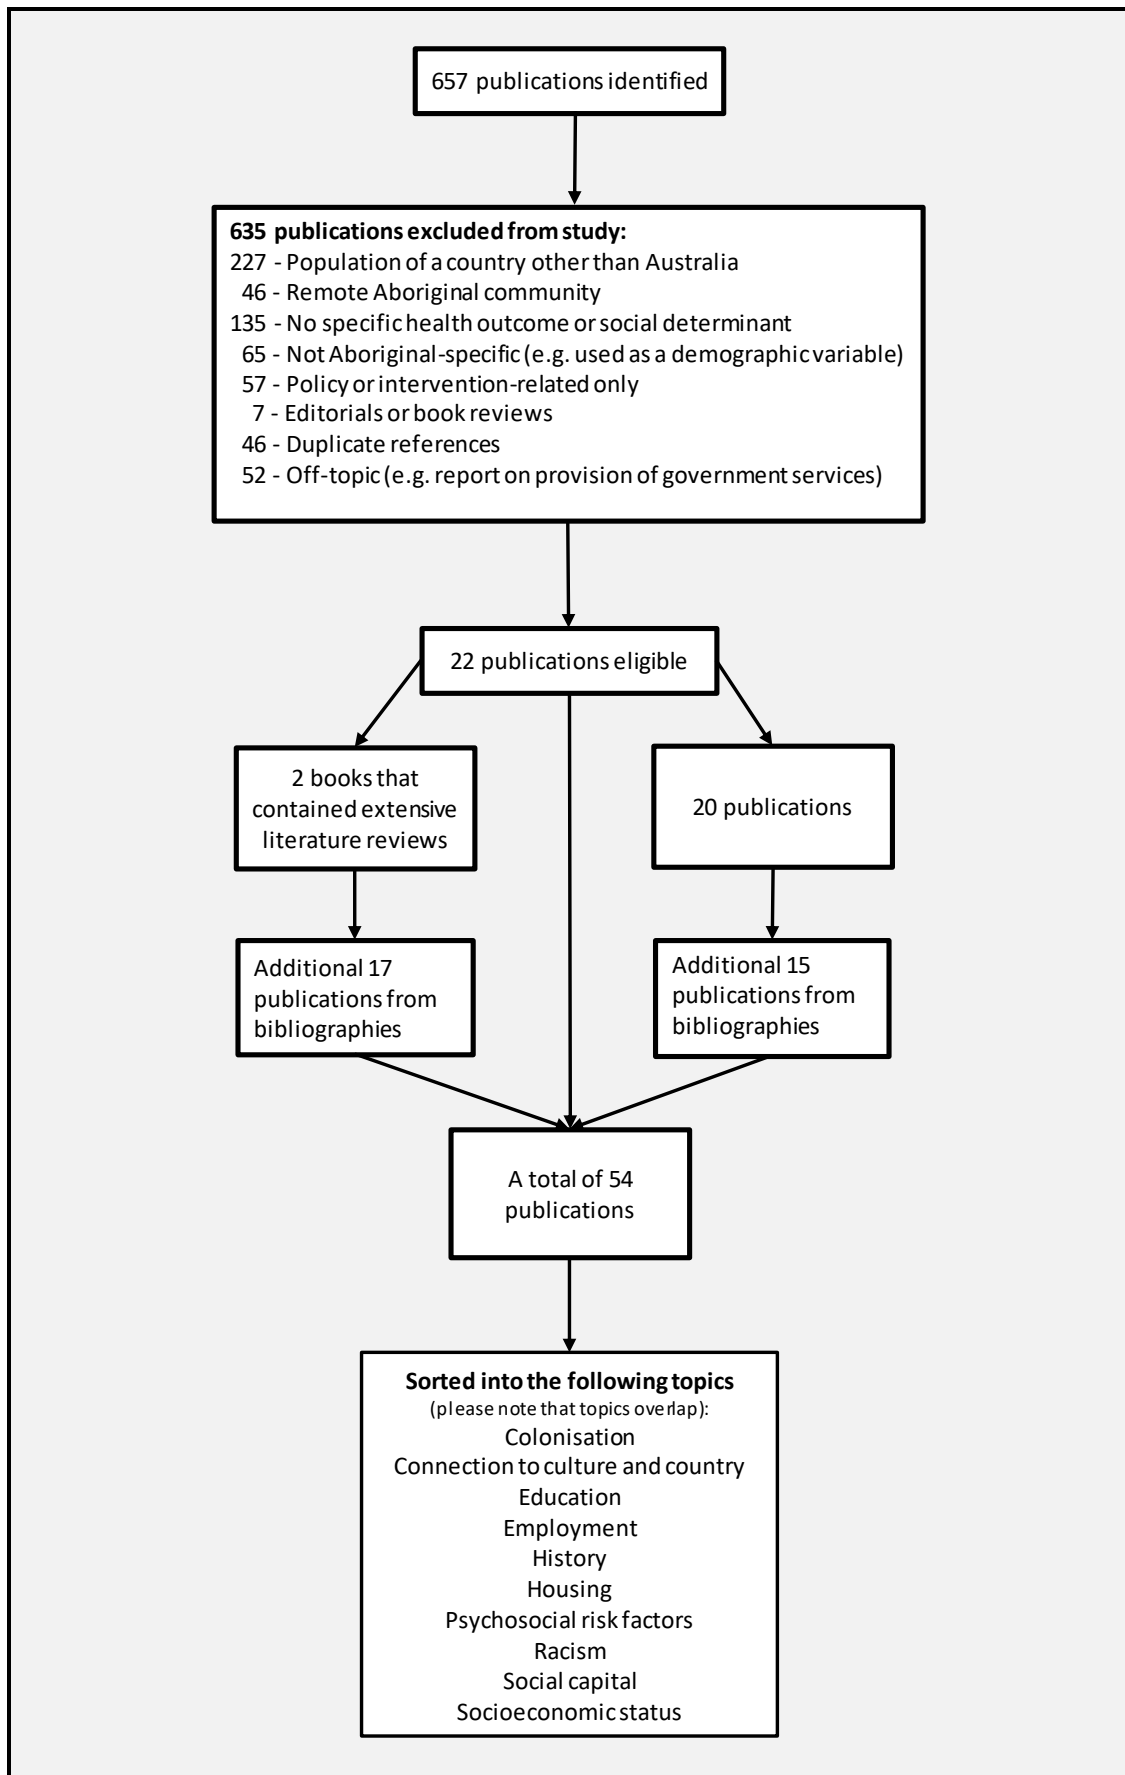 657 publications identified
635 publications excluded from study:
227 - Population of a country other than Australia
46 - Remote Aboriginal community
135 - No specific health outcome or social determinant
65 - Not Aboriginal-specific (e.g. used as a demographic variable)
57 - Policy or intervention-related only
7 - Editorials or book reviews
46 - Duplicate references
52 - Off-topic (e.g. report on provision of government services)
22 publications eligible
2 books that
contained extensive
literature reviews
20 publications
Additional 17
publications from
bibliographies
Additional 15
publications from
bibliographies
A total of 54
publications
Sorted into the following topics
(please note that topics overlap):
Colonisation
Connection to culture and country
Education
Employment
History
Housing
Psychosocial risk factors
Racism
Social capital
Socioeconomic status